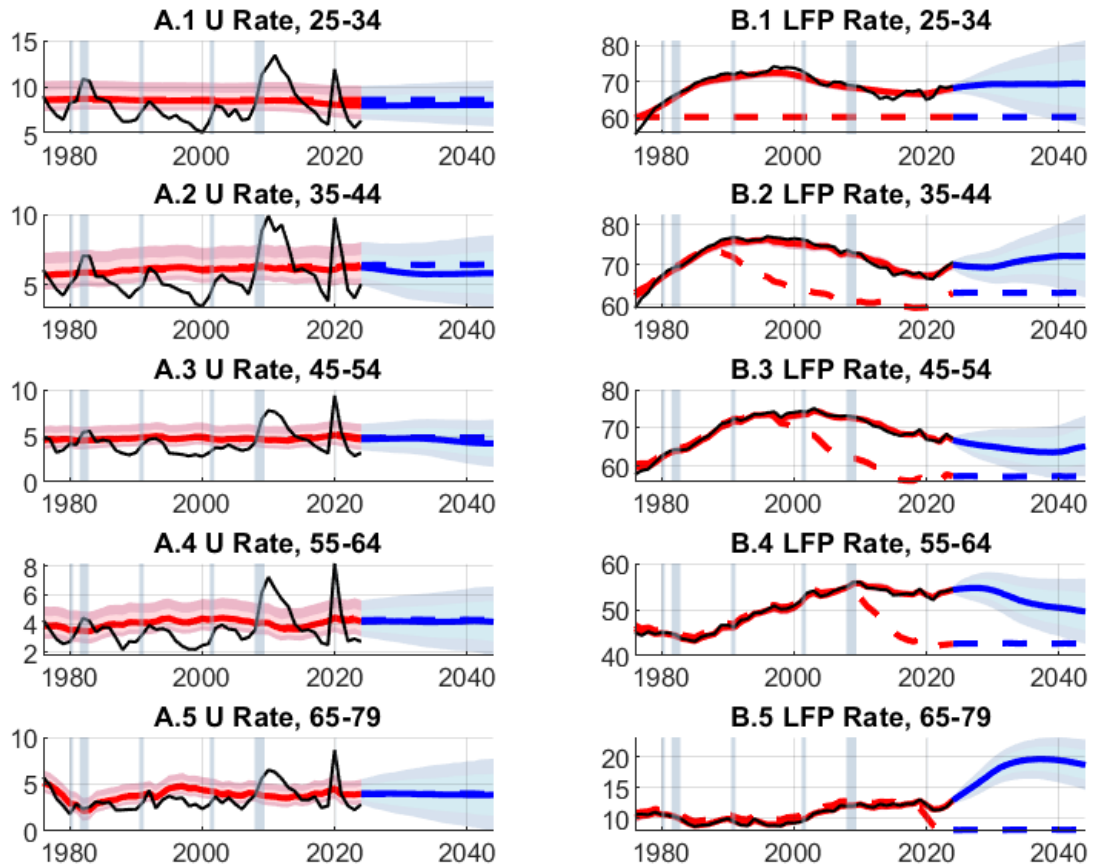 A.1 U Rate, 25-34
15
10
5
1980 2000 2020 2040
B.1 LFP Rate, 25-34
80
70
60
1980 2000 2020 2040
A.2 U Rate, 35-44
10
5
1980 2000 2020 2040
B.2 LFP Rate, 35-44
80
70
60
1980 2000 2020 2040
A.3 U Rate, 45-54
10
5
0
1980 2000 2020 2040
B.3 LFP Rate, 45-54
80
70
60
1980 2000 2020 2040
A.4 U Rate, 55-64
8
6
4
2
1980 2000 2020 2040
B.4 LFP Rate, 55-64
60
50
40
1980 2000 2020 2040
A.5 U Rate, 65-79
10
5
0
1980 2000 2020 2040
B.5 LFP Rate, 65-79
20
15
10
1980 2000 2020 2040